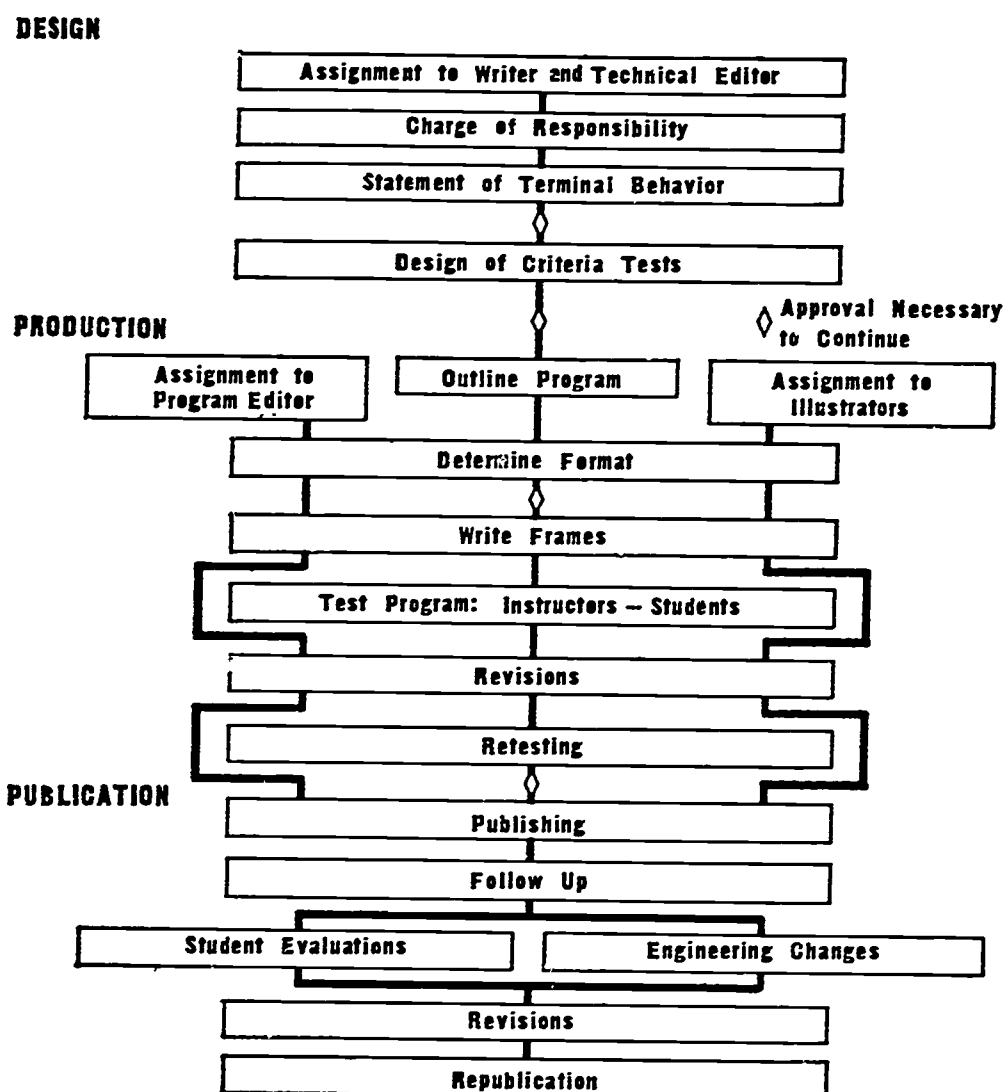 DESIGN
Assignment to Writer and Technical Editor
Charge of Responsibility
Statement of Terminal Behavior
Design of Criteria Tests
PRODUCTION
Approval Necessary
to Continue
Assignment to
Program Editor
Outline Program
Assignment to
Illustrators
Determine Format
Write Frames
Test Program: Instructors – Students
Revisions
Retesting
PUBLICATION
Publishing
Follow Up
Student Evaluations
Engineering Changes
Revisions
Republication